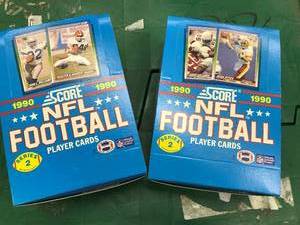 1990
SCORE
1990
NFL
FOOTBALL
PLAYER CARDS
SERIES
2
1990
SCORE
1990
NFL
FOOTBALL
PLAYER CARDS
SERIES
2